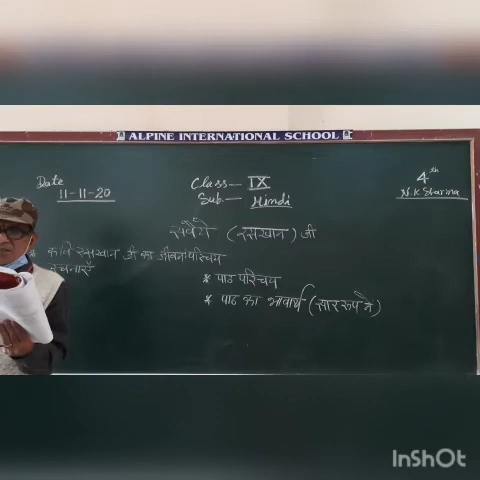 ALPINE INTERNATIONAL SCHOOL
Date
11-11-20
Class- IX
Sub.- Hindi
4th
N.K Sharma
सवैये (रसखान) जी
* कवि रसखान जी का जीवन परिचय
रचनाएँ
* पाठ परिचय
* पाठ का भावार्थ (सार रूप में)
InShOt